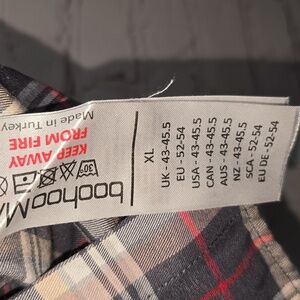 boohooMA
30°
KEEP AWAY
FROM FIRE
Made in Turkey
XL
UK - 43-45.5
EU - 52-54
USA - 43-45.5
CAN - 43-45.5
AUS - 43-45.5
NZ - 43-45.5
SCA - 52-54
EU DE - 52-54